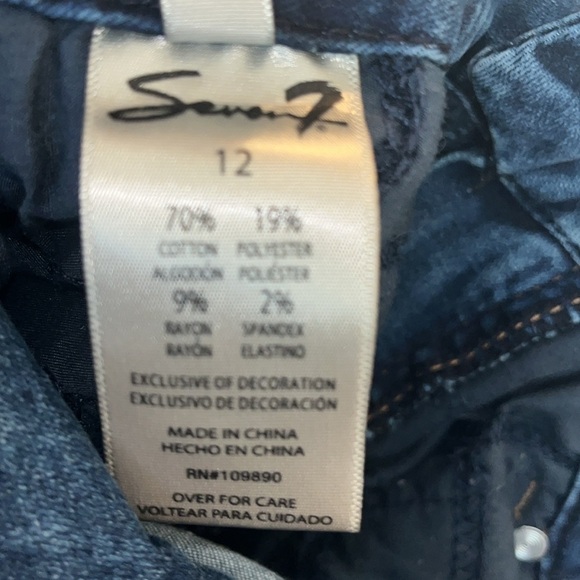 Seven7
12
70% 19%
COTTON POLYESTER
ALGODÓN POLIÉSTER
9% 2%
RAYON SPANDEX
RAYÓN ELASTINO
EXCLUSIVE OF DECORATION
EXCLUSIVO DE DECORACIÓN
MADE IN CHINA
HECHO EN CHINA
RN#109890
OVER FOR CARE
VOLTEAR PARA CUIDADO